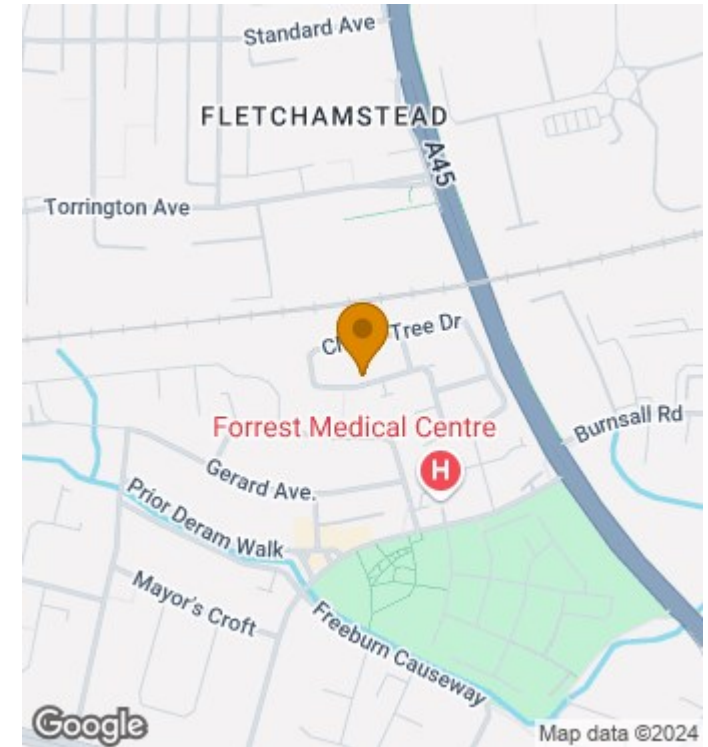 Standard Ave
FLETCHAMSTEAD
A45
Torrington Ave
Tree Dr
Forrest Medical Centre
H
Burnsall Rd
Gerard Ave.
Prior Deram Walk
Mayor's Croft
Freeburn Causeway
Google
Map data ©2024